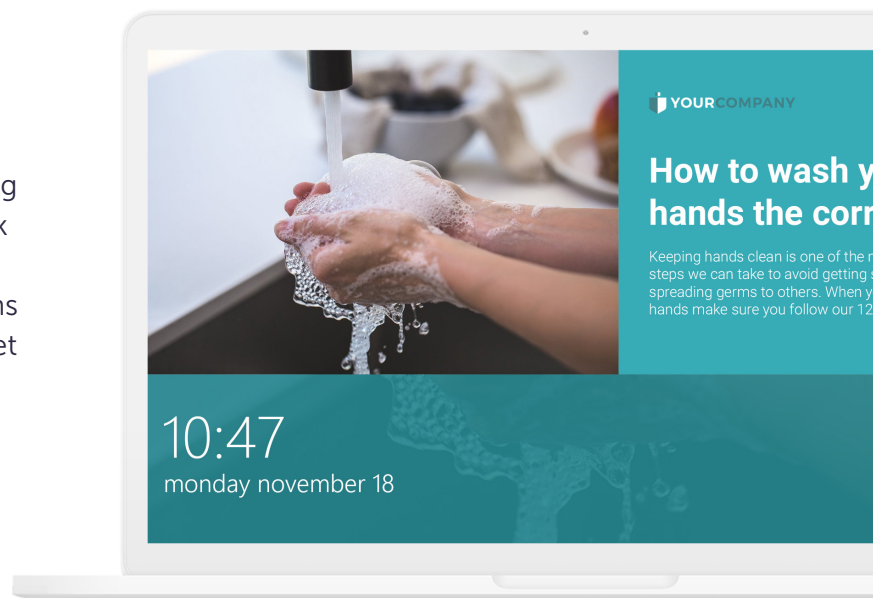 g
k
ns
et
YOURCOMPANY
How to wash y
hands the corr
Keeping hands clean is one of the
steps we can take to avoid getting
spreading germs to others. When y
hands make sure you follow our 12
10:47
monday november 18